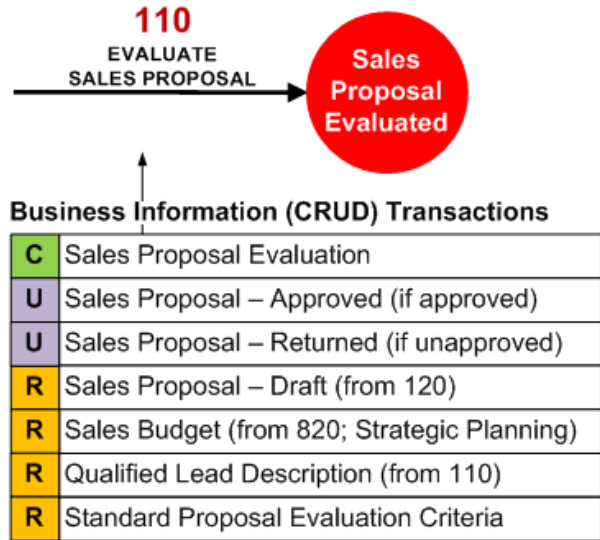 110
EVALUATE
SALES PROPOSAL
Sales
Proposal
Evaluated
Business Information (CRUD) Transactions
C Sales Proposal Evaluation
U Sales Proposal – Approved (if approved)
U Sales Proposal – Returned (if unapproved)
R Sales Proposal – Draft (from 120)
R Sales Budget (from 820; Strategic Planning)
R Qualified Lead Description (from 110)
R Standard Proposal Evaluation Criteria